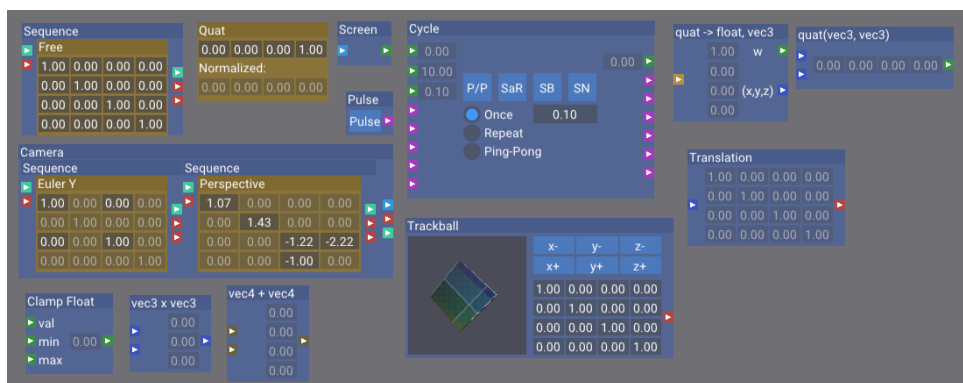 Sequence
Free
1.00 0.00 0.00 0.00
0.00 1.00 0.00 0.00
0.00 0.00 1.00 0.00
0.00 0.00 0.00 1.00
Quat
0.00 0.00 0.00 1.00
Normalized:
0.00 0.00 0.00 0.00
Screen
Pulse
Pulse
Cycle
0.00
10.00
0.10
0.00
P/P SaR SB SN
Once 0.10
Repeat
Ping-Pong
quat -> float, vec3
1.00 w
0.00
0.00 (x,y,z)
0.00
quat(vec3, vec3)
0.00 0.00 0.00 0.00
Camera
Sequence
Euler Y
1.00 0.00 0.00 0.00
0.00 1.00 0.00 0.00
0.00 0.00 1.00 0.00
0.00 0.00 0.00 1.00
Sequence
Perspective
1.07 0.00 0.00 0.00
0.00 1.43 0.00 0.00
0.00 0.00 -1.22 -2.22
0.00 0.00 -1.00 0.00
Translation
1.00 0.00 0.00 0.00
0.00 1.00 0.00 0.00
0.00 0.00 1.00 0.00
0.00 0.00 0.00 1.00
Trackball
x- y- z-
x+ y+ z+
1.00 0.00 0.00 0.00
0.00 1.00 0.00 0.00
0.00 0.00 1.00 0.00
0.00 0.00 0.00 1.00
Clamp Float
val
min 0.00
max
vec3 x vec3
0.00
0.00
0.00
vec4 + vec4
0.00
0.00
0.00
0.00